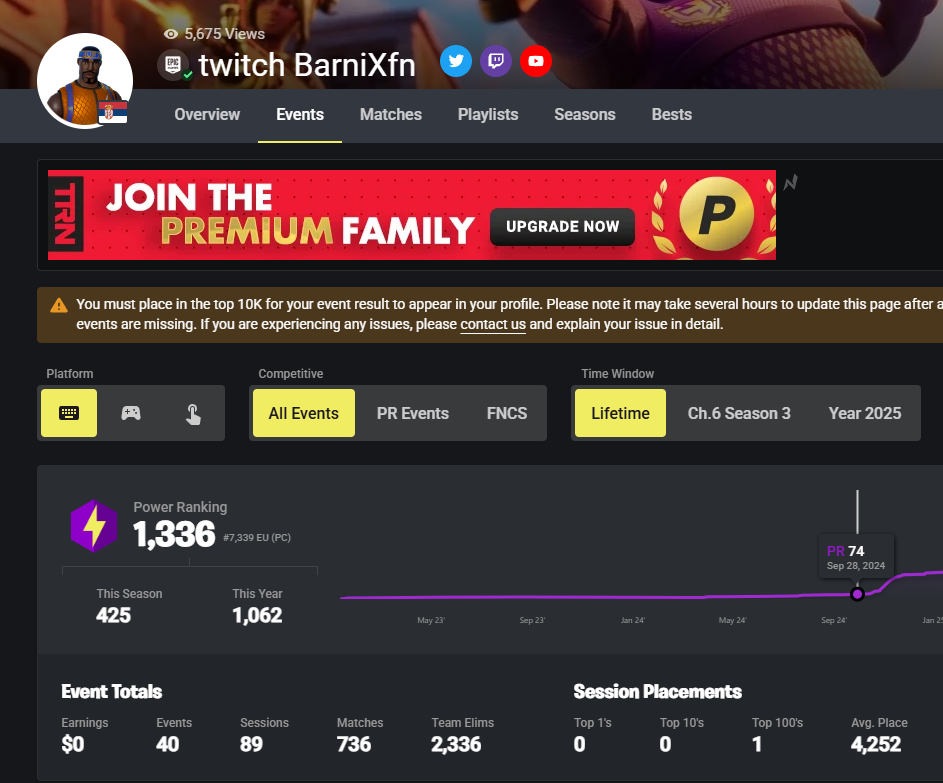 5,675 Views
EPIC GAMES
twitch BarniXfn
Overview Events Matches Playlists Seasons Bests
TRN
JOIN THE
PREMIUM FAMILY
UPGRADE NOW
P
You must place in the top 10K for your event result to appear in your profile. Please note it may take several hours to update this page after a
events are missing. If you are experiencing any issues, please contact us and explain your issue in detail.
Platform Competitive Time Window
All Events PR Events FNCS Lifetime Ch.6 Season 3 Year 2025
Power Ranking
1,336 #7,339 EU (PC)
This Season This Year
425 1,062
PR 74
Sep 28, 2024
May 23' Sep 23' Jan 24' May 24' Sep 24' Jan 25
Event Totals Session Placements
Earnings Events Sessions Matches Team Elims Top 1's Top 10's Top 100's Avg. Place
$0 40 89 736 2,336 0 0 1 4,252